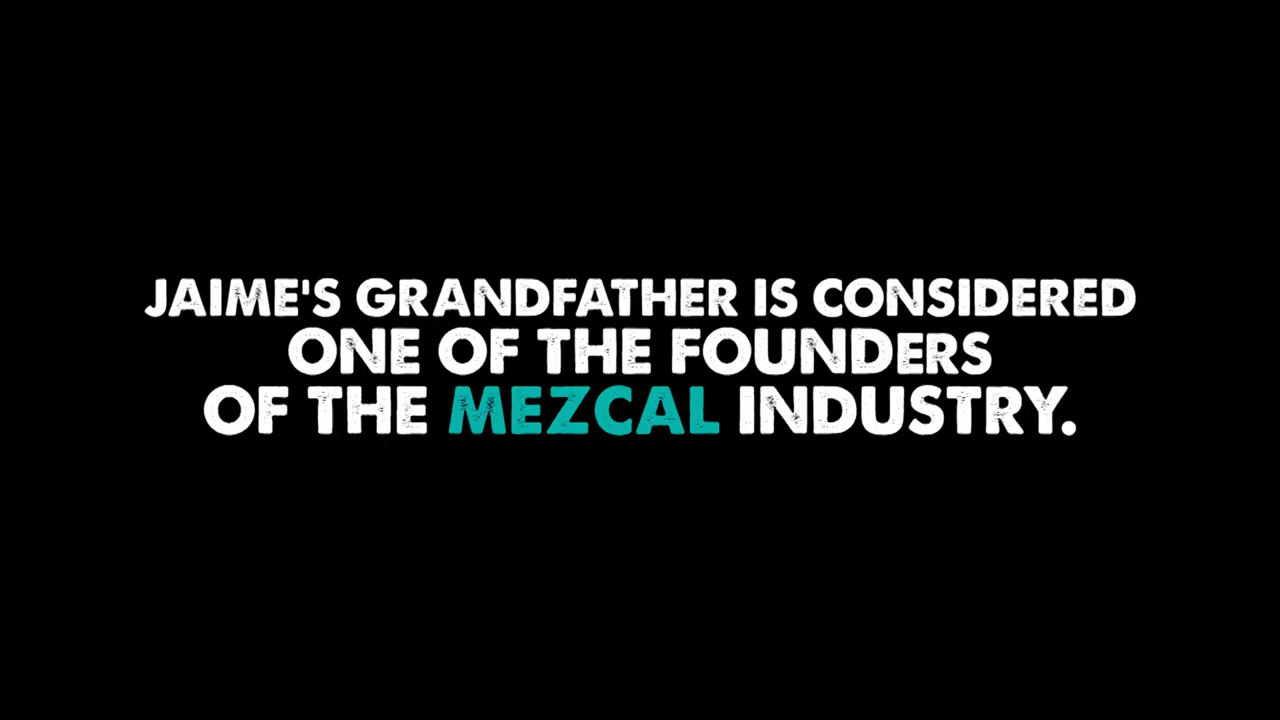 JAIME'S GRANDFATHER IS CONSIDERED
ONE OF THE FOUNDERS
OF THE MEZCAL INDUSTRY.